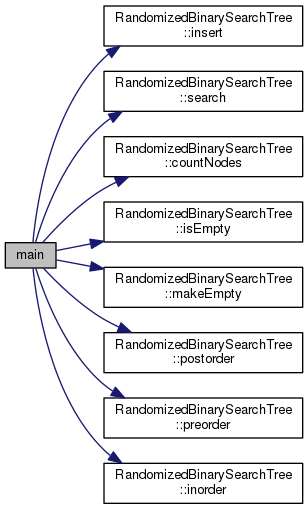 RandomizedBinarySearchTree
::insert
RandomizedBinarySearchTree
::search
RandomizedBinarySearchTree
::countNodes
RandomizedBinarySearchTree
::isEmpty
main
RandomizedBinarySearchTree
::makeEmpty
RandomizedBinarySearchTree
::postorder
RandomizedBinarySearchTree
::preorder
RandomizedBinarySearchTree
::inorder